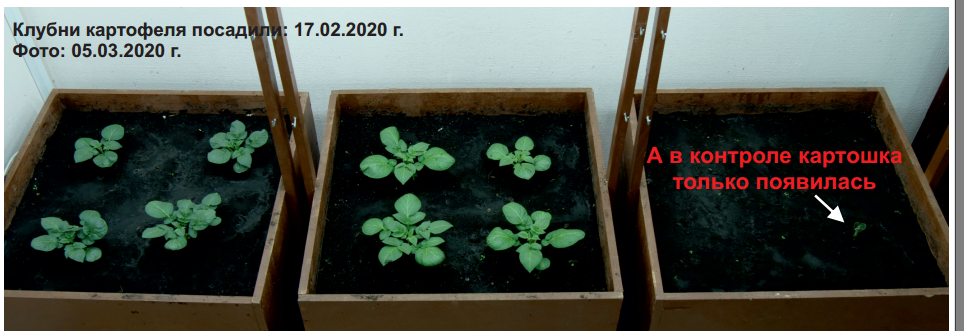 Клубни картофеля посадили: 17.02.2020 г.
Фото: 05.03.2020 г.
А в контроле картошка
только появилась